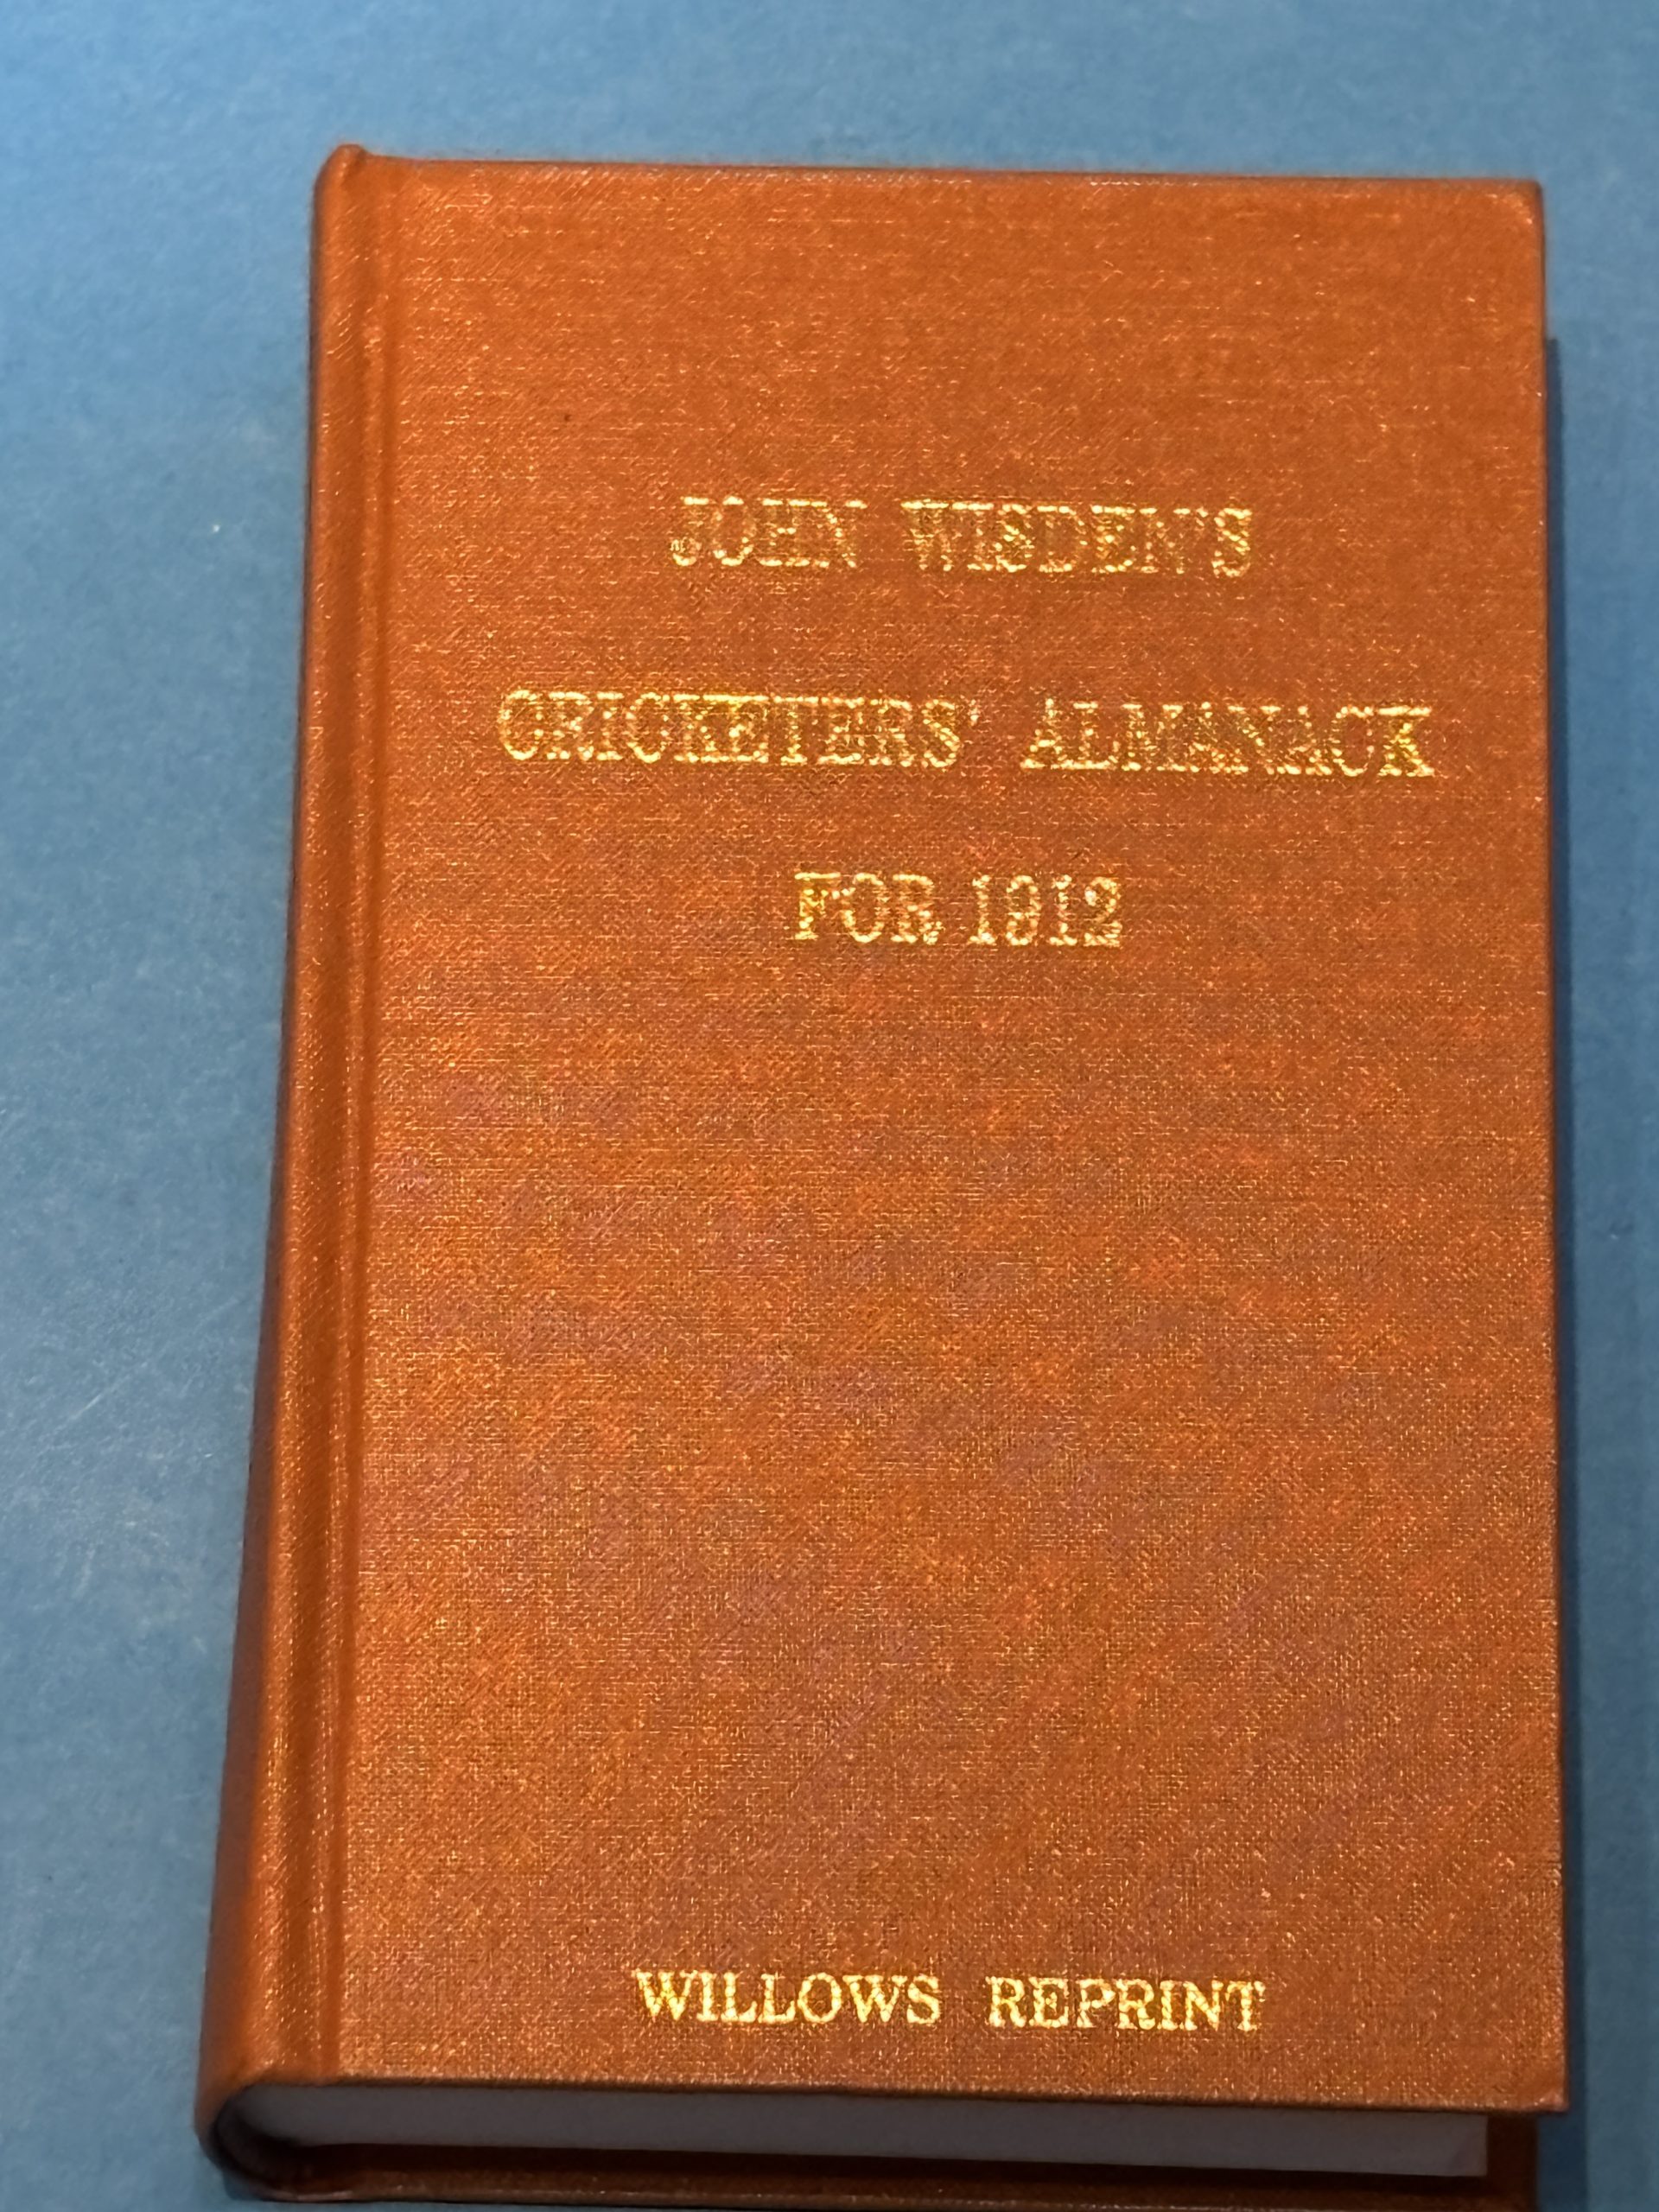 JOHN WISDEN'S
CRICKETERS' ALMANACK
FOR 1912
WILLOWS REPRINT